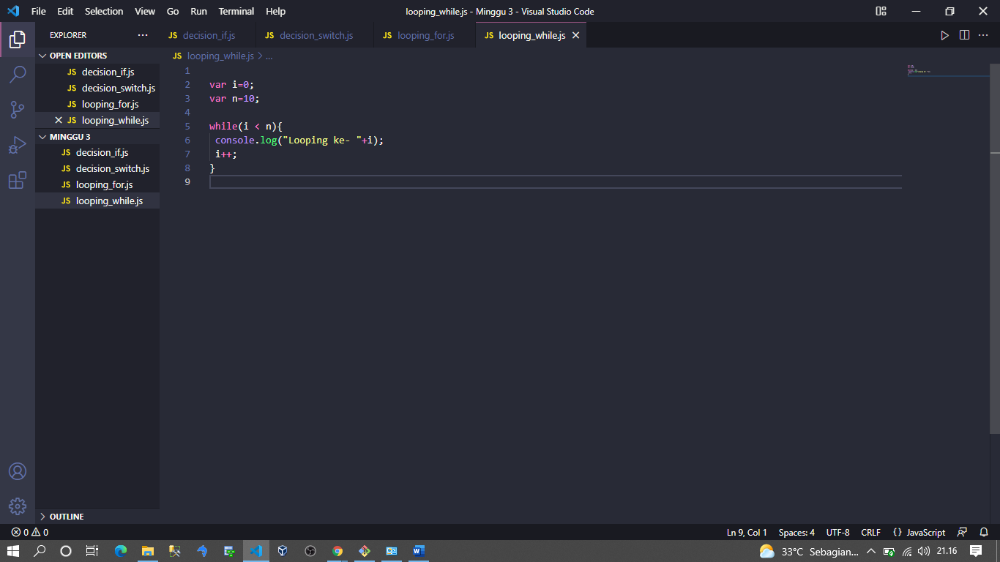 File Edit Selection View Go Run Terminal Help looping_while.js - Minggu 3 - Visual Studio Code
EXPLORER ...
JS decision_if.js JS decision_switch.js JS looping_for.js JS looping_while.js
OPEN EDITORS
JS decision_if.js
JS decision_switch.js
JS looping_for.js
JS looping_while.js
MINGGU 3
JS decision_if.js
JS decision_switch.js
JS looping_for.js
JS looping_while.js
OUTLINE
JS looping_while.js > ...
1
2 var i=0;
3 var n=10;
4
5 while(i < n){
6 console.log("Looping ke- "+i);
7 i++;
8 }
9
0 0 Ln 9, Col 1 Spaces: 4 UTF-8 CRLF {} JavaScript
33°C Sebagian... 21.16